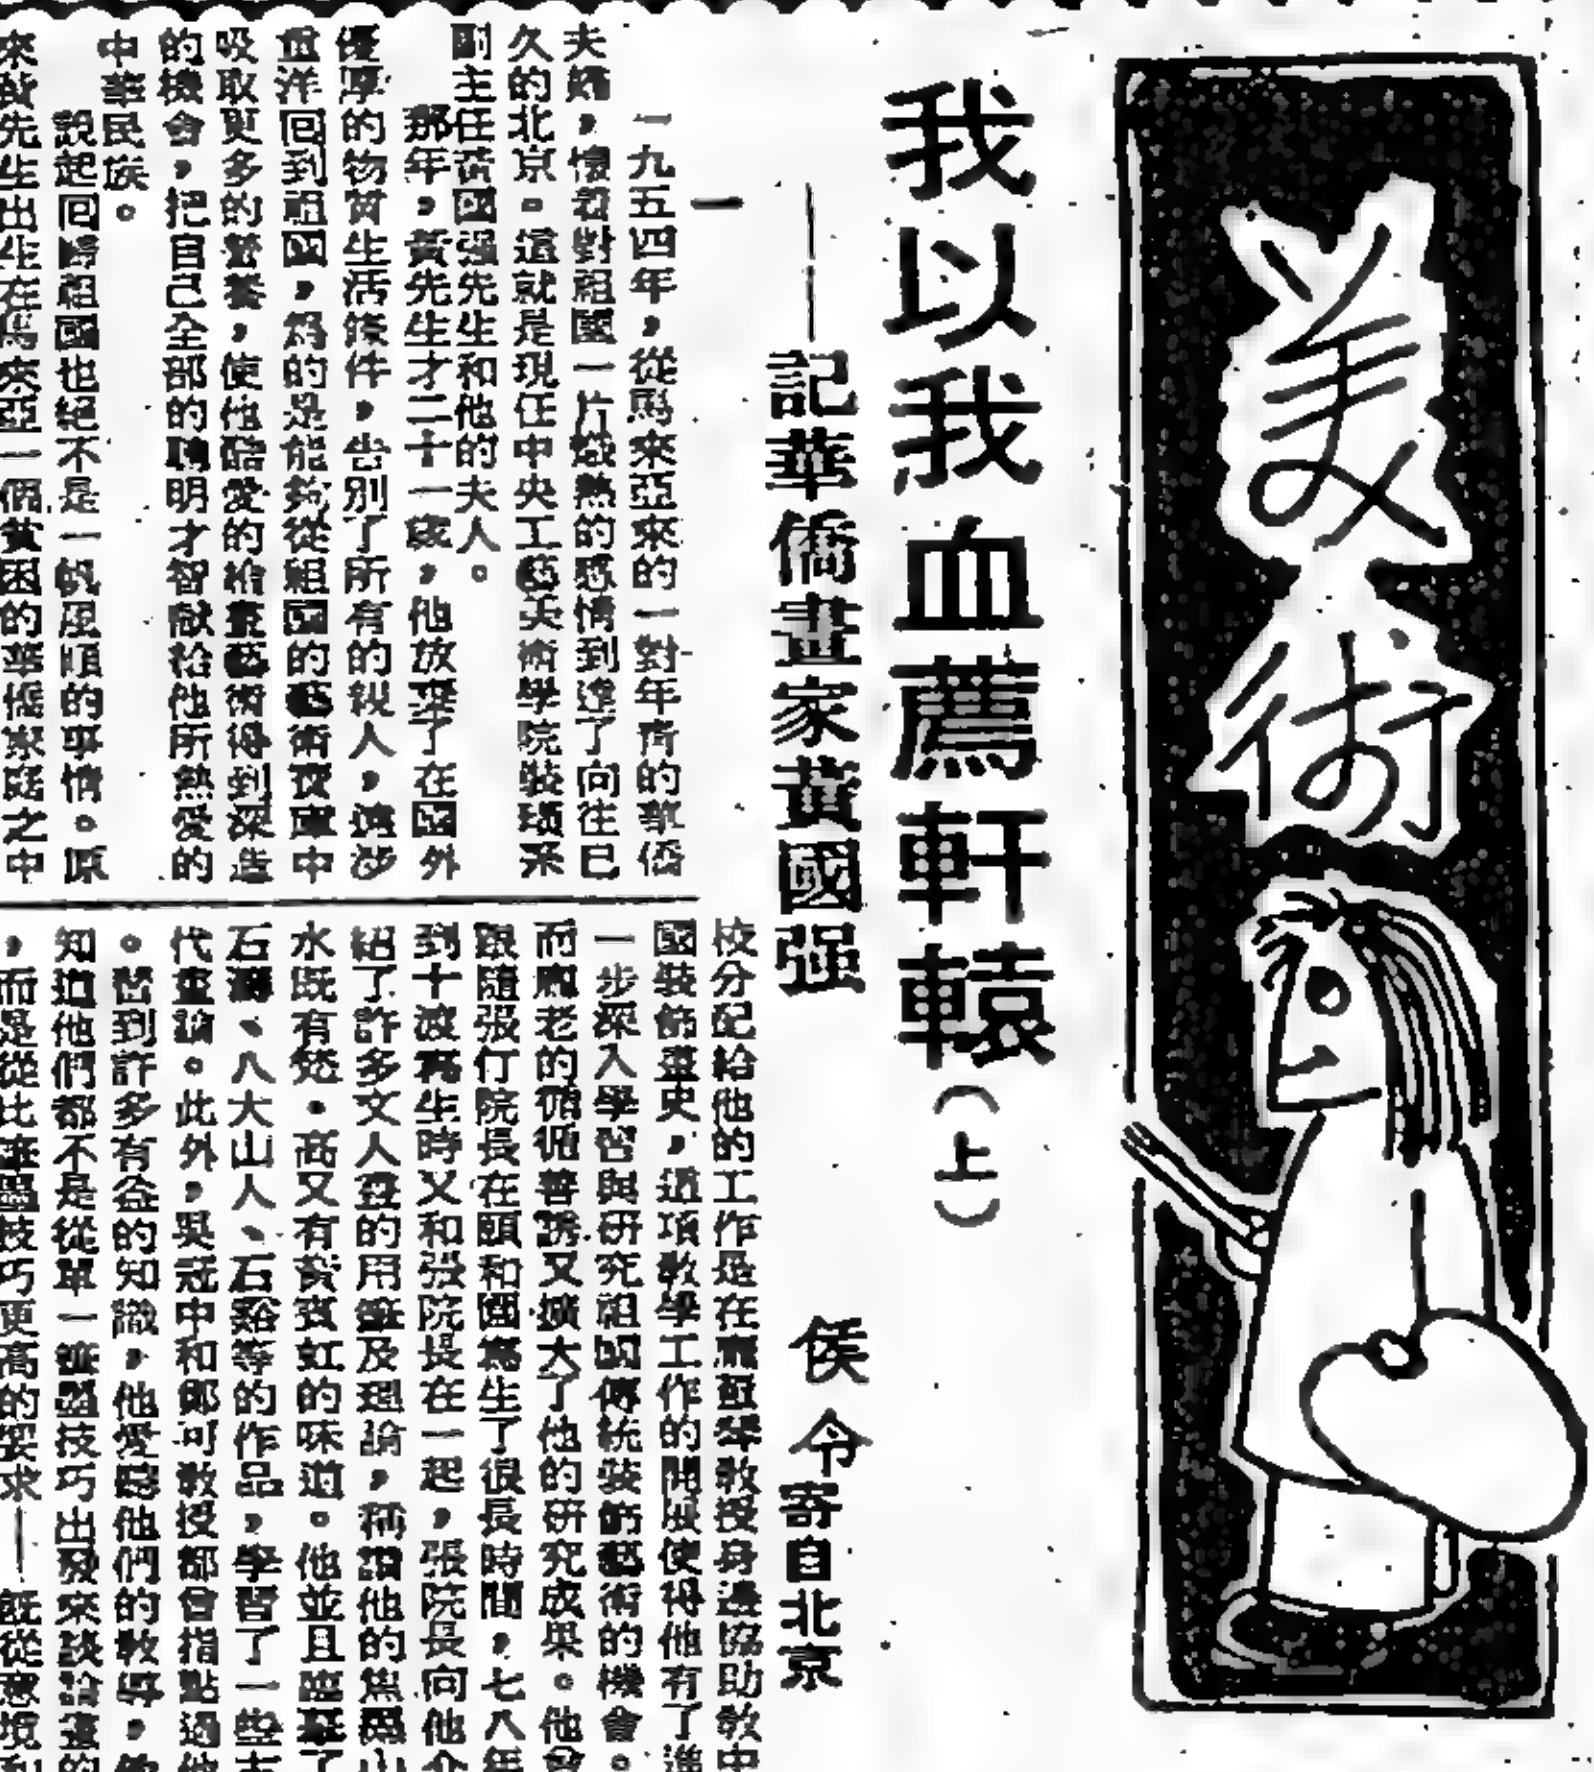 美術
我以我血薦軒轅(上)
——記華僑畫家黃國强
侯令寄自北京
一
一九五四年,從馬來亞來的一對年青的華僑
夫婦,懷着對祖國一片熾熱的感情到達了向往已
久的北京。這就是現任中央工藝美術學院裝璜系
副主任黃國强先生和他的夫人。
那年,黃先生才二十一歲,他放棄了在國外
優厚的物質生活條件,告別了所有的親人,遠涉
重洋回到祖國,爲的是能夠從祖國的藝術寶庫中
吸取更多的營養,使他酷愛的繪畫藝術得到深造
的機會,把自己全部的聰明才智献給他所熱愛的
中華民族。
說起回歸祖國也絕不是一帆風順的事情。原
來黃先生出生在馬來亞一個貧困的華僑家庭之中
校分配給他的工作是在龐薰琹教授身邊協助教中
國裝飾畫史,這項教學工作的開展使得他有了進
一步深入學習與研究祖國傳統裝飾藝術的機會。
而龐老的循循善誘又擴大了他的研究成果。他曾
跟隨張仃院長在頤和園寫生了很長時間,七八年
到十渡寫生時又和張院長在一起,張院長向他介
紹了許多文人畫的用筆及理論,稱讚他的焦墨山
水既有梵·高又有黃賓虹的味道。他並且臨摹了
石濤、八大山人、石谿等的作品,學習了一些古
代畫論。此外,吳冠中和鄭可教授都曾指點過他
。替到許多有益的知識,他愛聽他們的教導,他
知道他們都不是從單一筆墨技巧出發來談論畫的
,而是從比筆墨技巧更高的要求——既從意境和